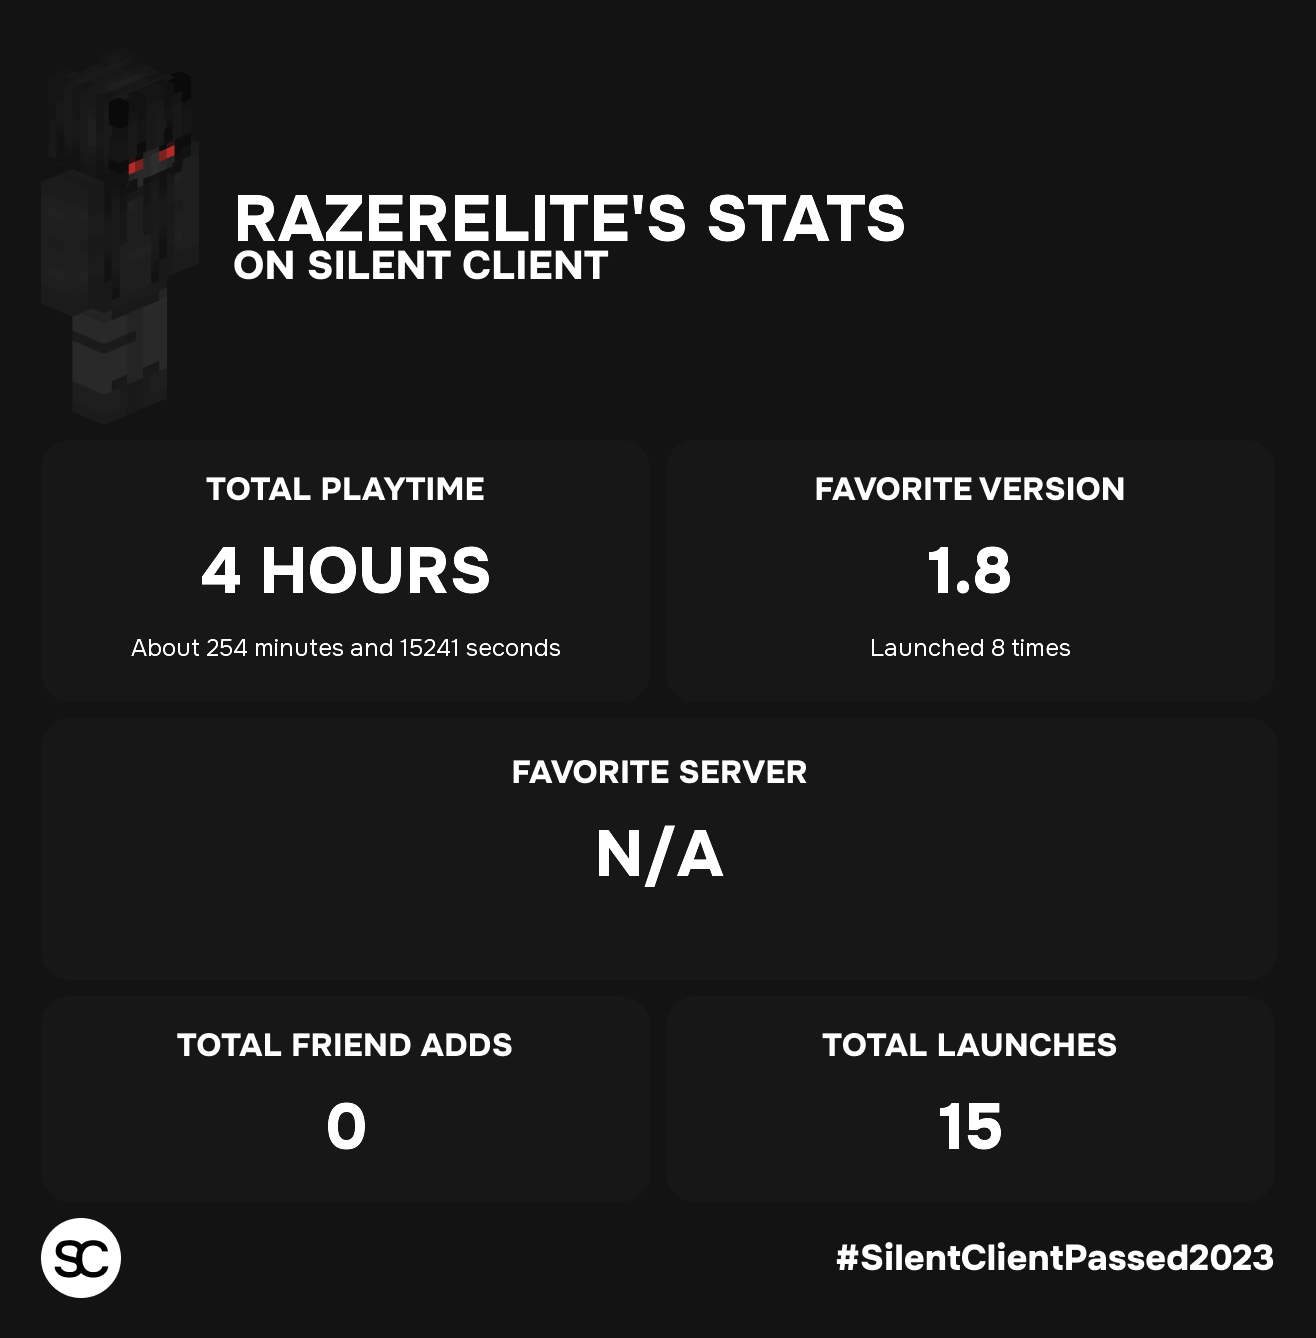 RAZERELITE'S STATS
ON SILENT CLIENT
TOTAL PLAYTIME
4 HOURS
About 254 minutes and 15241 seconds
FAVORITE VERSION
1.8
Launched 8 times
FAVORITE SERVER
N/A
TOTAL FRIEND ADDS
0
TOTAL LAUNCHES
15
SC
#SilentClientPassed2023